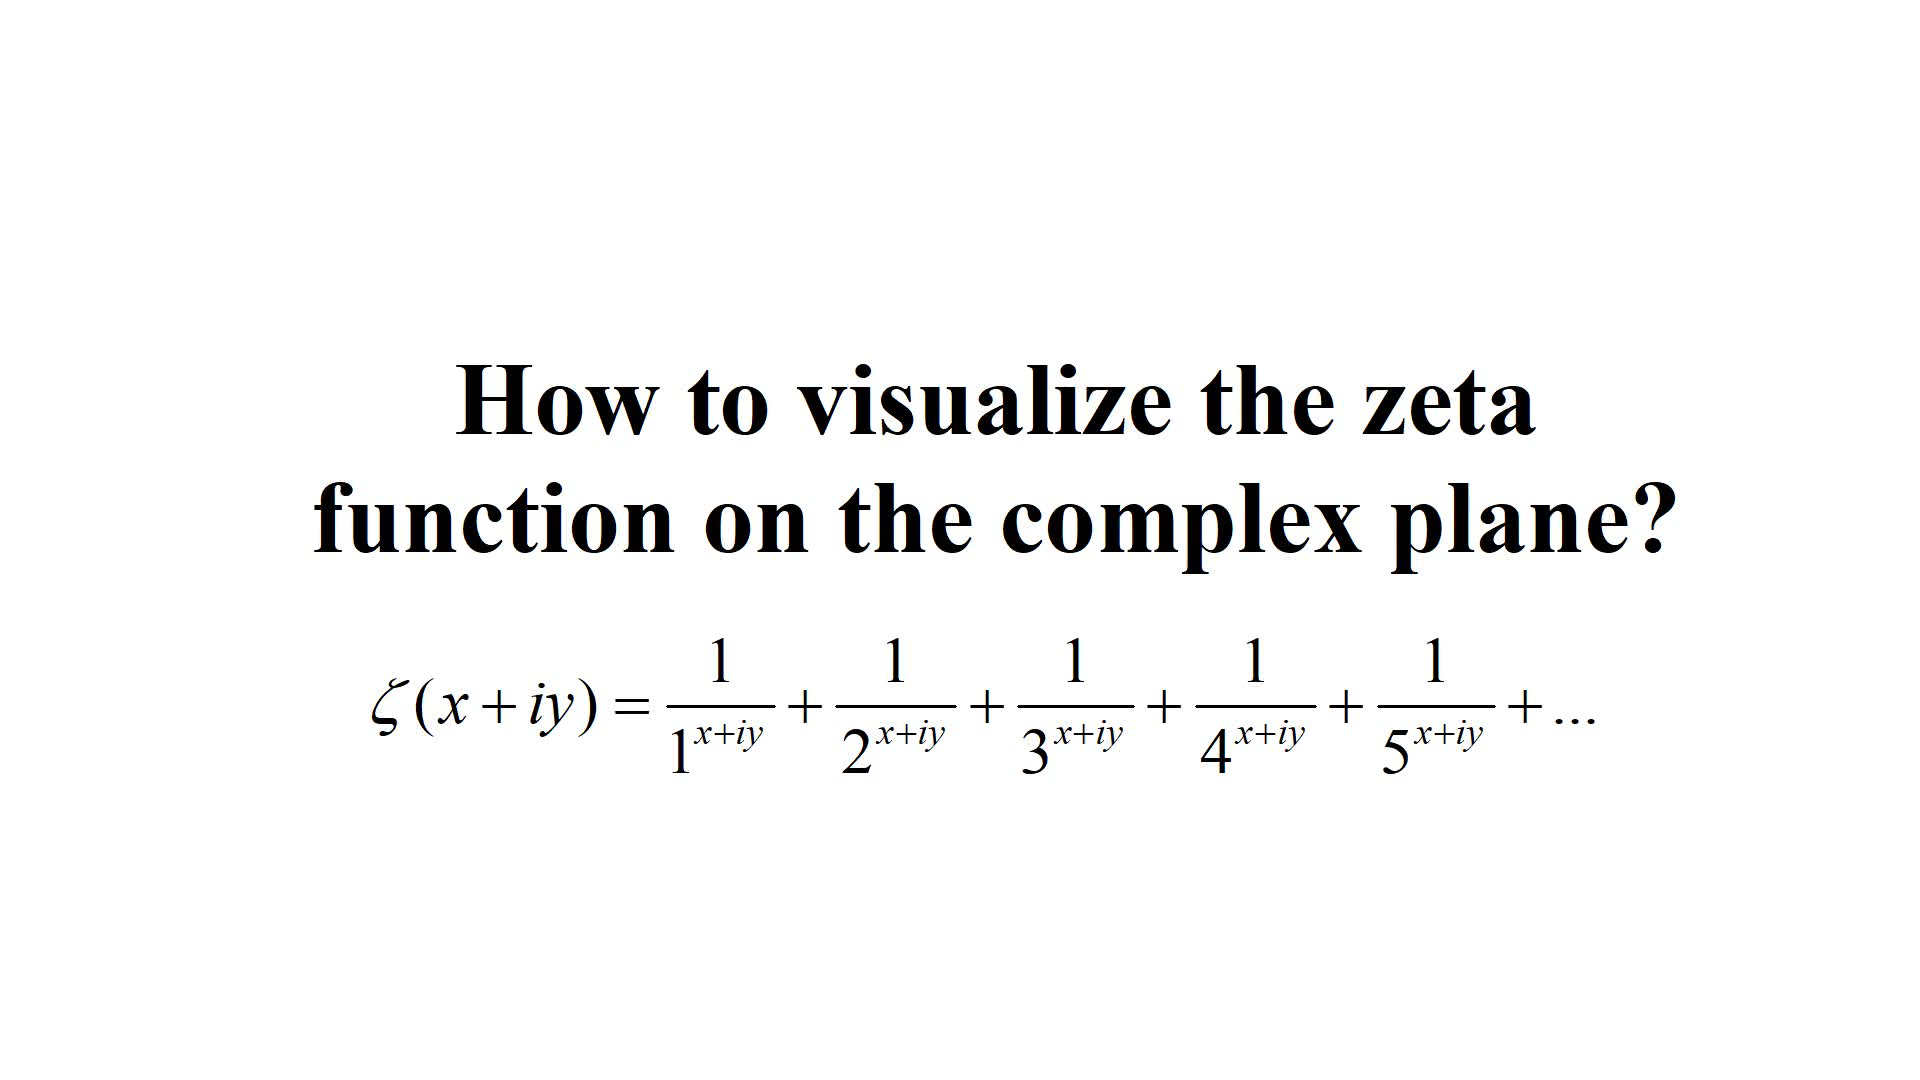 How to visualize the zeta
function on the complex plane?
ζ(x+iy) = 1/1^{x+iy} + 1/2^{x+iy} + 1/3^{x+iy} + 1/4^{x+iy} + 1/5^{x+iy} + ...